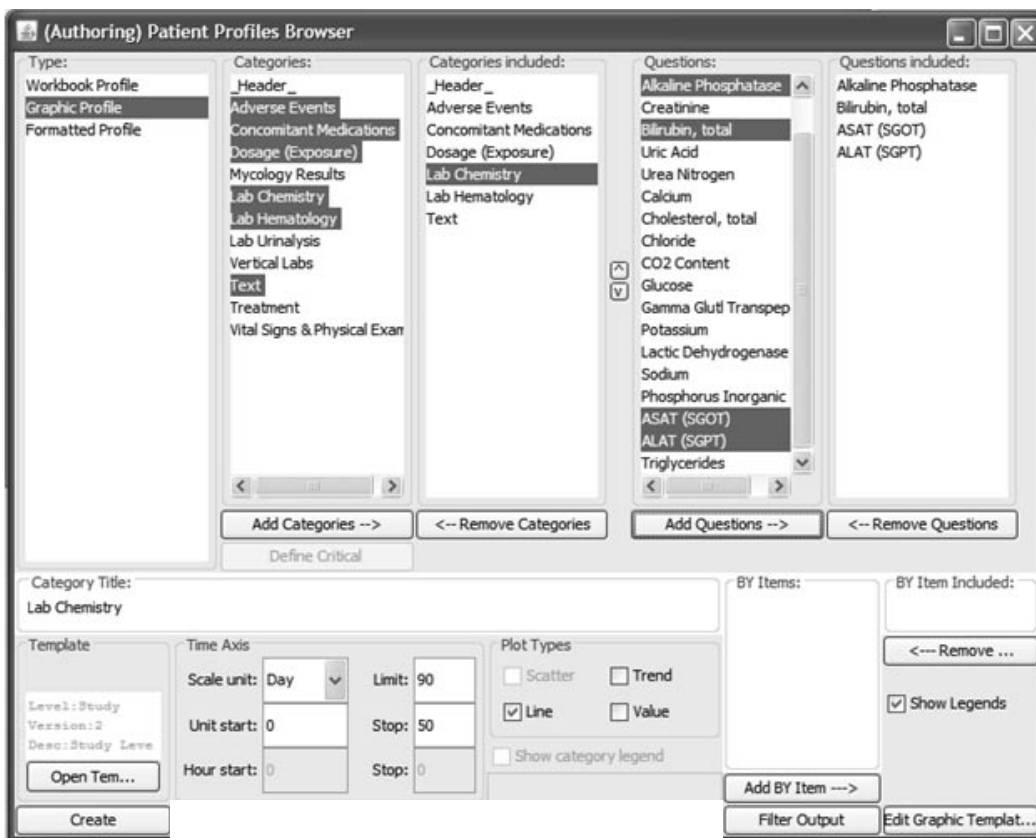 (Authoring) Patient Profiles Browser
Type:
Workbook Profile
Graphic Profile
Formatted Profile
Categories:
_Header_
Adverse Events
Concomitant Medications
Dosage (Exposure)
Mycology Results
Lab Chemistry
Lab Hematology
Lab Urinalysis
Vertical Labs
Text
Treatment
Vital Signs & Physical Exam
Add Categories -->
Define Critical
Categories included:
_Header_
Adverse Events
Concomitant Medications
Dosage (Exposure)
Lab Chemistry
Lab Hematology
Text
<-- Remove Categories
^
v
Questions:
Alkaline Phosphatase
Creatinine
Bilirubin, total
Uric Acid
Urea Nitrogen
Calcium
Cholesterol, total
Chloride
CO2 Content
Glucose
Gamma Glutl Transpep
Potassium
Lactic Dehydrogenase
Sodium
Phosphorus Inorganic
ASAT (SGOT)
ALAT (SGPT)
Triglycerides
Add Questions -->
Questions included:
Alkaline Phosphatase
Bilirubin, total
ASAT (SGOT)
ALAT (SGPT)
<-- Remove Questions
Category Title:
Lab Chemistry
Template
Level:Study
Version:2
Desc:Study Leve
Open Tem...
Create
Time Axis
Scale unit: Day Limit: 90
Unit start: 0 Stop: 50
Hour start: 0 Stop: 0
Plot Types
Scatter Trend
Line Value
Show category legend
BY Items:
Add BY Item --->
Filter Output
BY Item Included:
<--- Remove ...
Show Legends
Edit Graphic Templat...